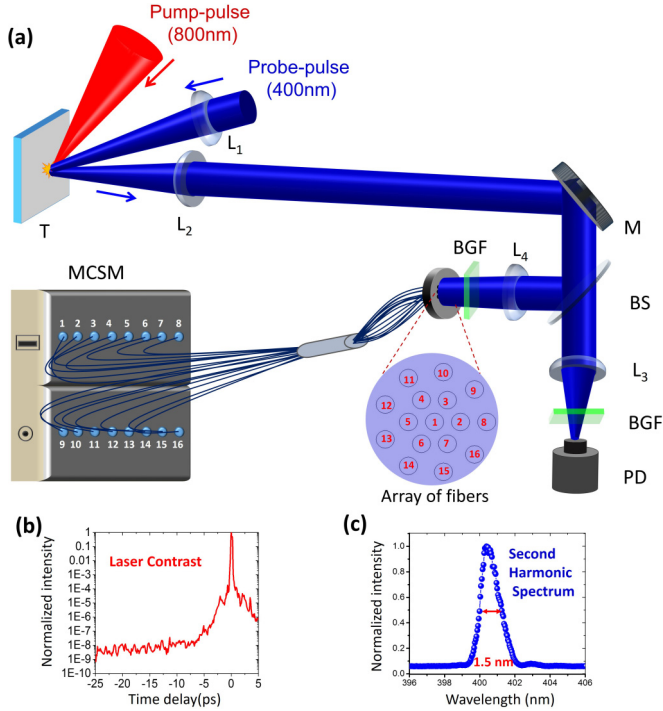 (a)
Pump-pulse
(800nm)
Probe-pulse
(400nm)
L1
L2
T
M
MCSM
BGF
L4
BS
1 2 3 4 5 6 7 8
L3
11 10 9
12 4 3
5 1 2 8
13 6 7
14 15 16
BGF
9 10 11 12 13 14 15 16
PD
Array of fibers
(b)
Normalized intensity
1
0.1
0.01
1E-3
1E-4
1E-5
1E-6
1E-7
1E-8
1E-9
1E-10
Laser Contrast
-25 -20 -15 -10 -5 0 5
Time delay(ps)
(c)
Normalized intensity
1.0
0.8
0.6
0.4
0.2
0.0
Second
Harmonic
Spectrum
1.5 nm
396 398 400 402 404 406
Wavelength (nm)